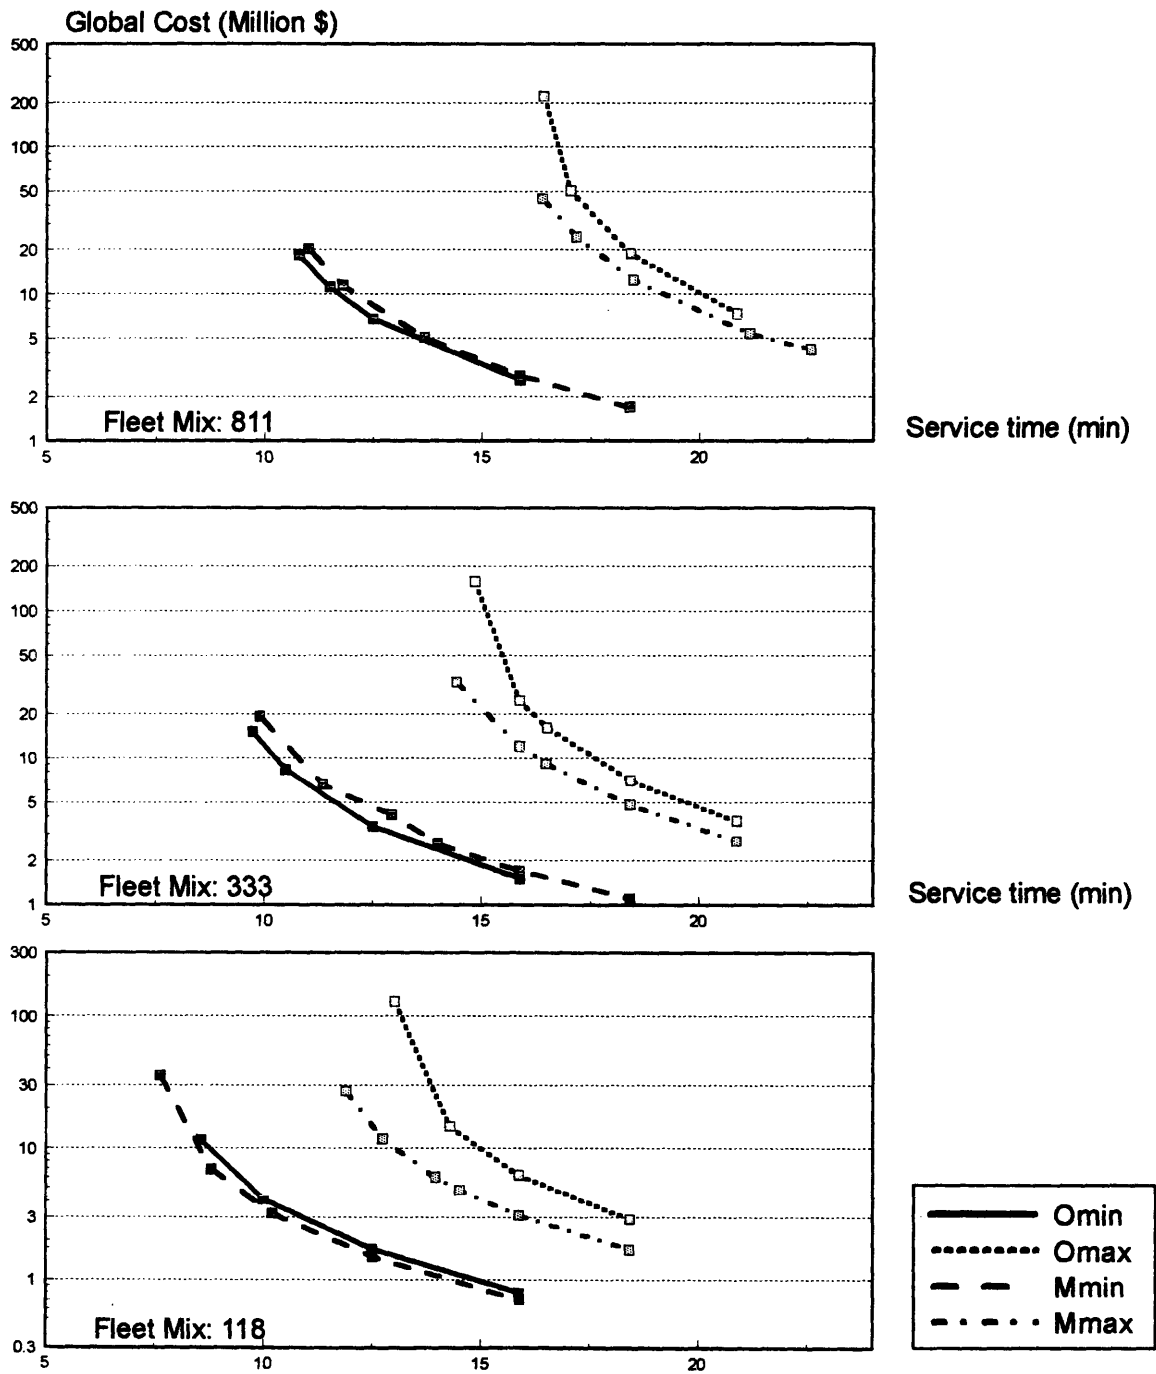 Global Cost (Million $)
500
200
100
50
20
10
5
2
1
Fleet Mix: 811
5 10 15 20
Service time (min)
500
200
100
50
20
10
5
2
1
Fleet Mix: 333
5 10 15 20
Service time (min)
300
100
30
10
3
1
0.3
Fleet Mix: 118
5 10 15 20
Omin
Omax
Mmin
Mmax